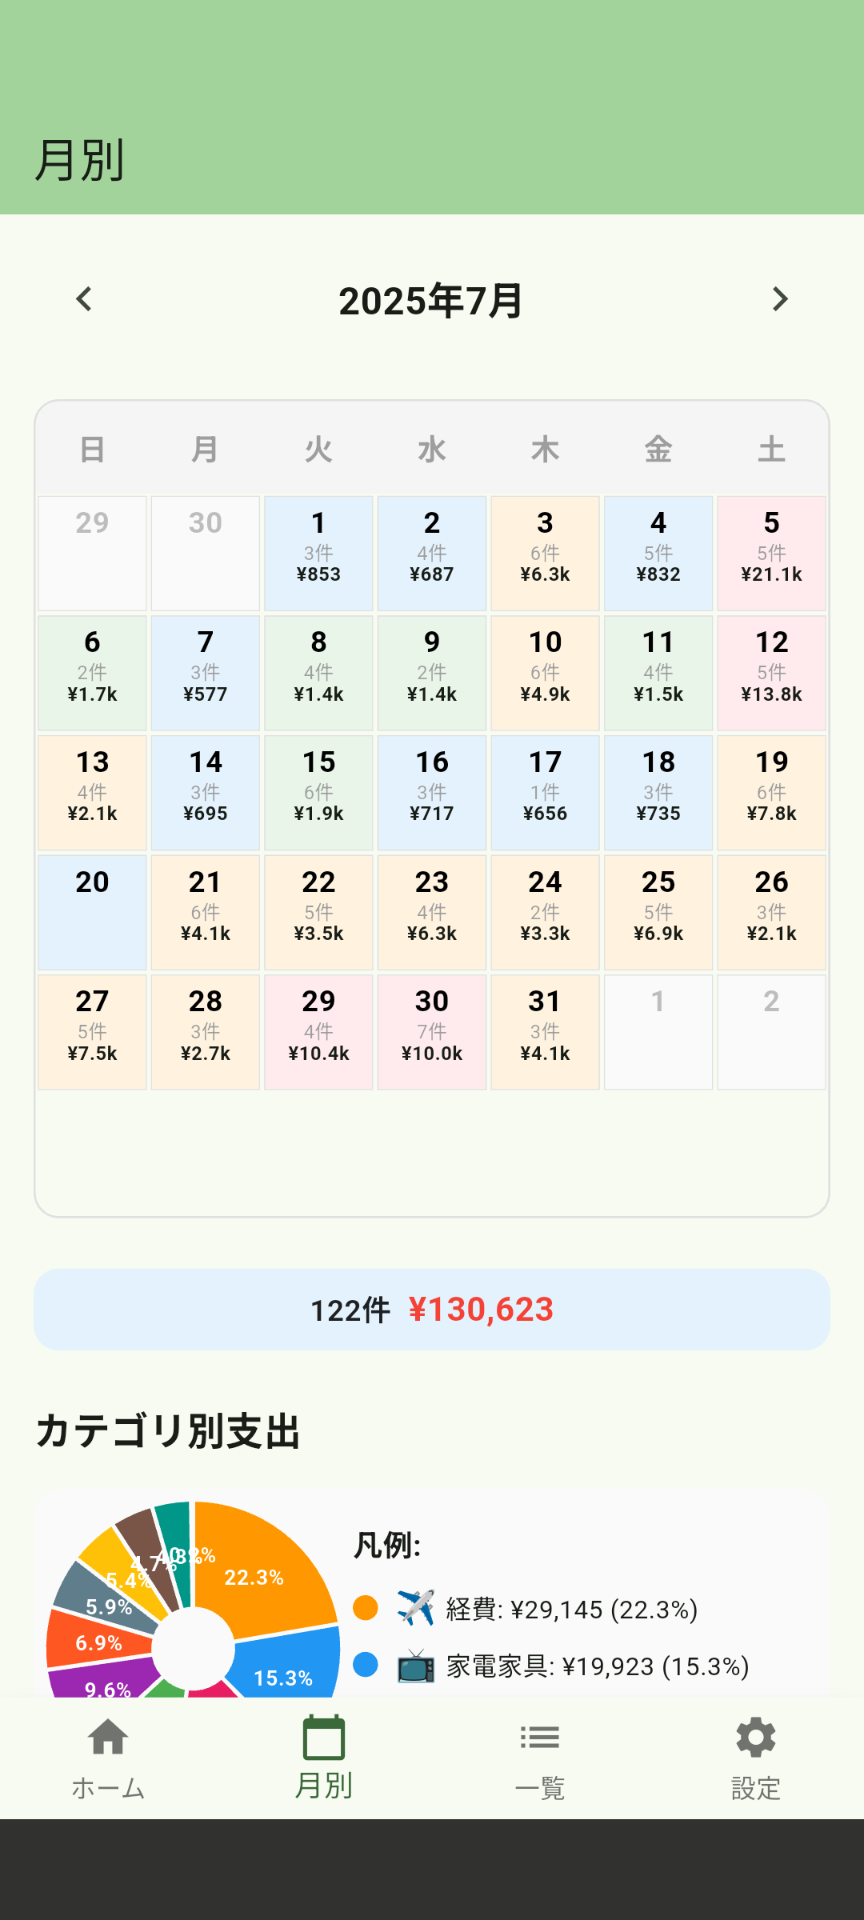 月別
2025年7月
日 月 火 水 木 金 土
29 30 1 2 3 4 5
3件 4件 6件 5件 5件
¥853 ¥687 ¥6.3k ¥832 ¥21.1k
6 7 8 9 10 11 12
2件 3件 4件 2件 6件 4件 5件
¥1.7k ¥577 ¥1.4k ¥1.4k ¥4.9k ¥1.5k ¥13.8k
13 14 15 16 17 18 19
4件 3件 6件 3件 1件 3件 6件
¥2.1k ¥695 ¥1.9k ¥717 ¥656 ¥735 ¥7.8k
20 21 22 23 24 25 26
6件 5件 4件 2件 5件 3件
¥4.1k ¥3.5k ¥6.3k ¥3.3k ¥6.9k ¥2.1k
27 28 29 30 31 1 2
5件 3件 4件 7件 3件
¥7.5k ¥2.7k ¥10.4k ¥10.0k ¥4.1k
122件 ¥130,623
カテゴリ別支出
22.3%
15.3%
9.6%
6.9%
5.9%
5.4%
4.7%
凡例:
経費: ¥29,145 (22.3%)
家電家具: ¥19,923 (15.3%)
ホーム 月別 一覧 設定